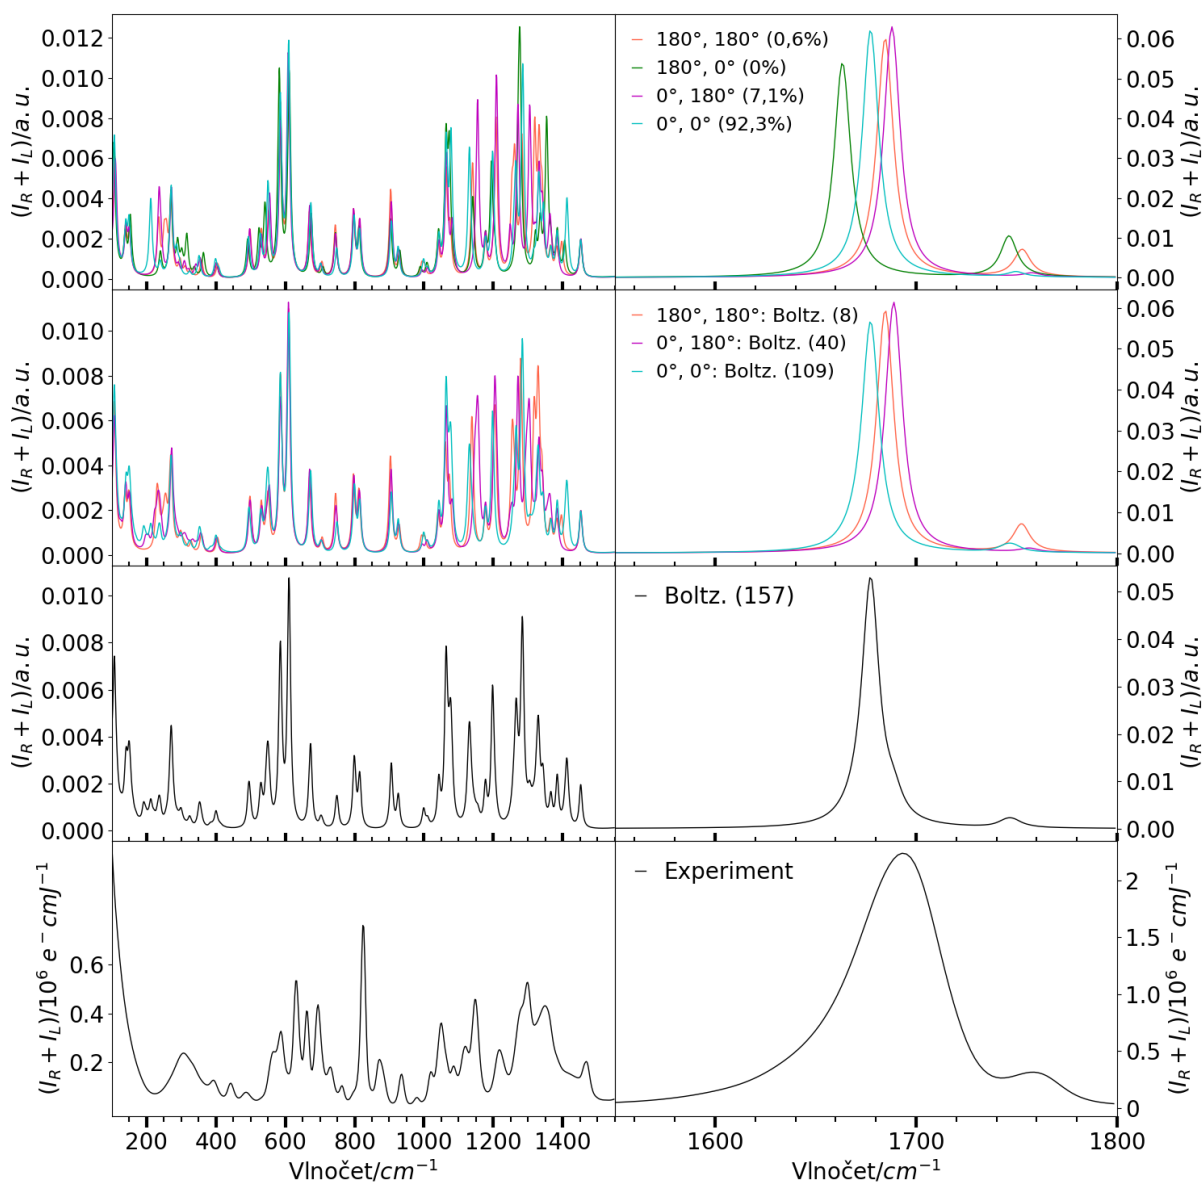 0.012
0.010
0.008
0.006
0.004
0.002
0.000
(I_R + I_L)/a.u.
180°, 180° (0,6%)
180°, 0° (0%)
0°, 180° (7,1%)
0°, 0° (92,3%)
0.06
0.05
0.04
0.03
0.02
0.01
0.00
(I_R + I_L)/a.u.
0.010
0.008
0.006
0.004
0.002
0.000
(I_R + I_L)/a.u.
180°, 180°: Boltz. (8)
0°, 180°: Boltz. (40)
0°, 0°: Boltz. (109)
0.06
0.05
0.04
0.03
0.02
0.01
0.00
(I_R + I_L)/a.u.
0.010
0.008
0.006
0.004
0.002
0.000
(I_R + I_L)/a.u.
Boltz. (157)
0.05
0.04
0.03
0.02
0.01
0.00
(I_R + I_L)/a.u.
0.6
0.4
0.2
(I_R + I_L)/10⁶ e⁻ cmJ⁻¹
Experiment
2
1.5
1.0
0.5
0
(I_R + I_L)/10⁶ e⁻ cmJ⁻¹
200 400 600 800 1000 1200 1400
Vlnočet/cm⁻¹
1600 1700 1800
Vlnočet/cm⁻¹